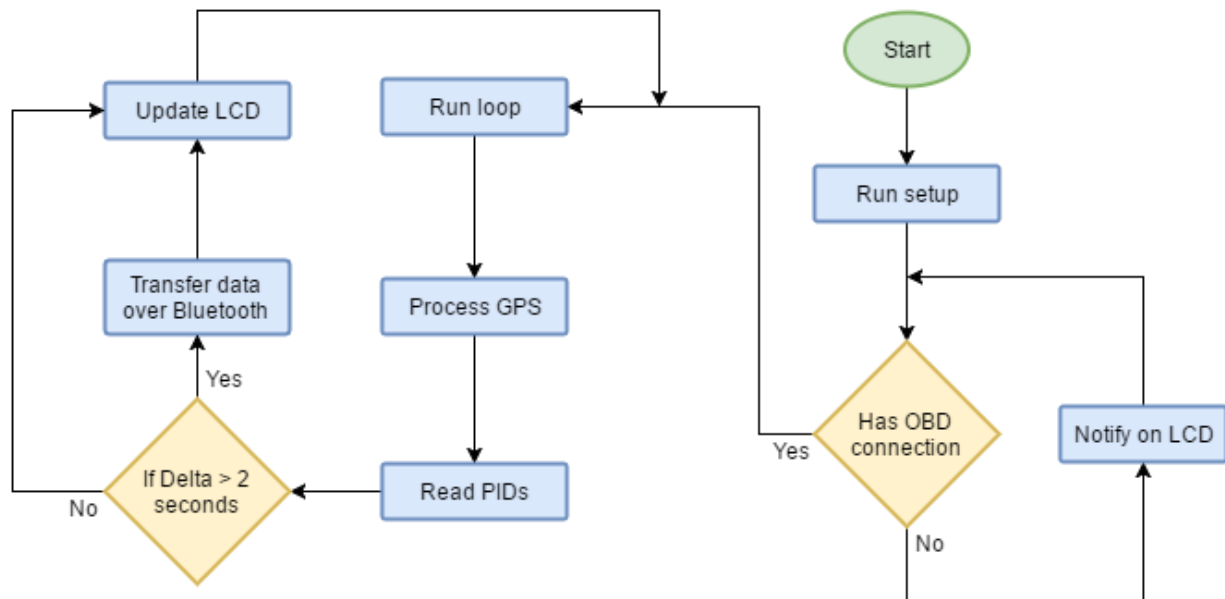 Start
Update LCD
Run loop
Run setup
Transfer data
over Bluetooth
Process GPS
Yes
Has OBD
connection
Notify on LCD
Yes
If Delta > 2
seconds
Read PIDs
No
No